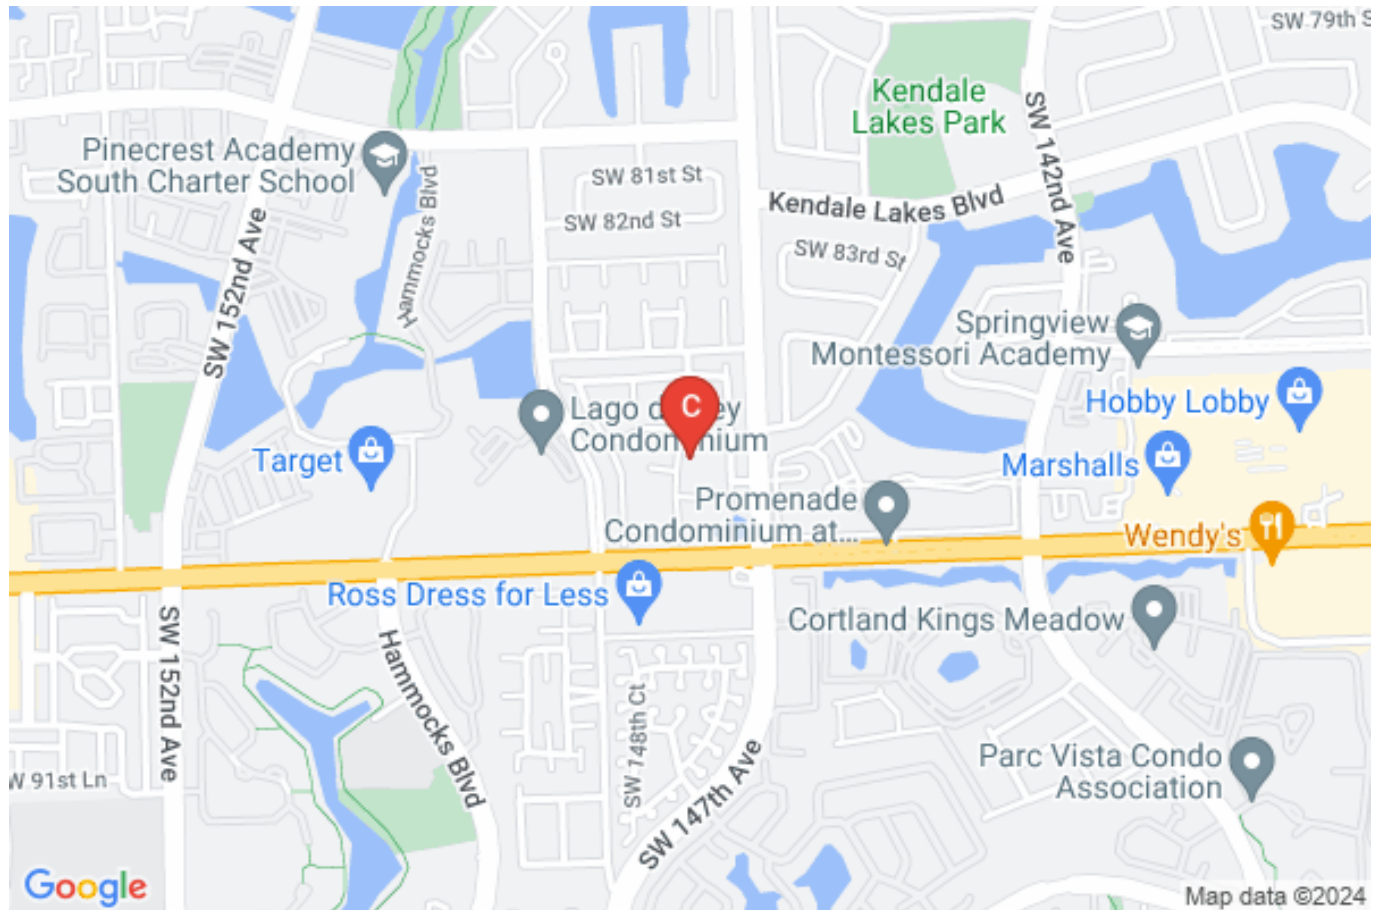 SW 79th S
Kendale
Lakes Park
SW 142nd Ave
Pinecrest Academy
South Charter School
Hammocks Blvd
SW 81st St
SW 82nd St
Kendale Lakes Blvd
SW 83rd St
SW 152nd Ave
Springview
Montessori Academy
Hobby Lobby
C
Lago d ey
Condominium
Target
Marshalls
Promenade
Condominium at...
Wendy's
Ross Dress for Less
Cortland Kings Meadow
SW 152nd Ave
Hammocks Blvd
SW 148th Ct
SW 147th Ave
W 91st Ln
Parc Vista Condo
Association
Google
Map data ©2024